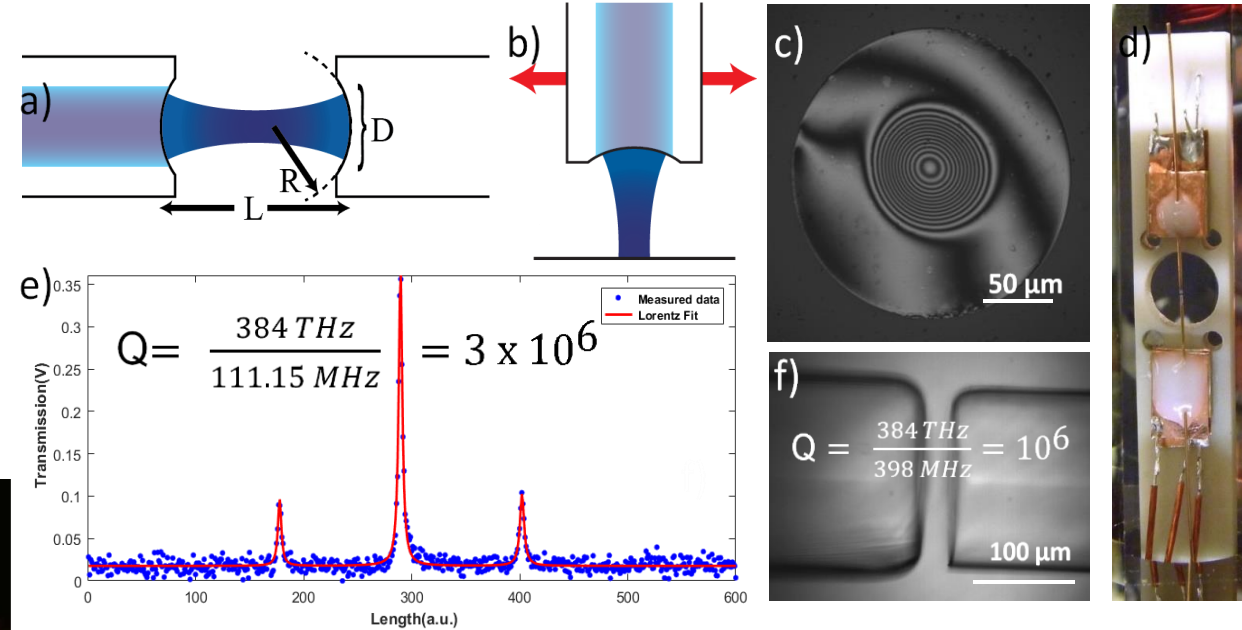 a)
D
R
L
b)
c)
50 µm
d)
e)
Q= 384 THz / 111.15 MHz = 3 x 10^6
Measured data
Lorentz Fit
Transmission(V)
0.35
0.3
0.25
0.2
0.15
0.1
0.05
0
0 100 200 300 400 500 600
Length(a.u.)
f)
Q = 384 THz / 398 MHz = 10^6
100 µm